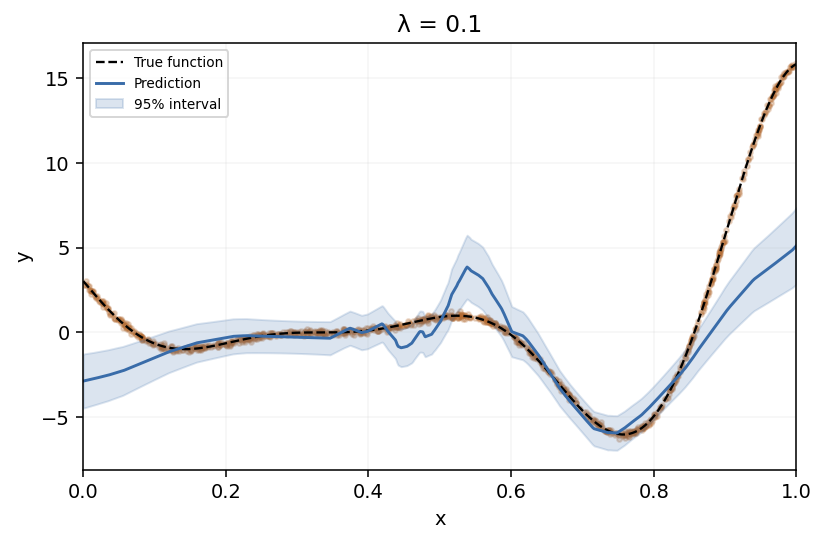 λ = 0.1
True function
Prediction
95% interval
y
15
10
5
0
−5
0.0 0.2 0.4 0.6 0.8 1.0
x